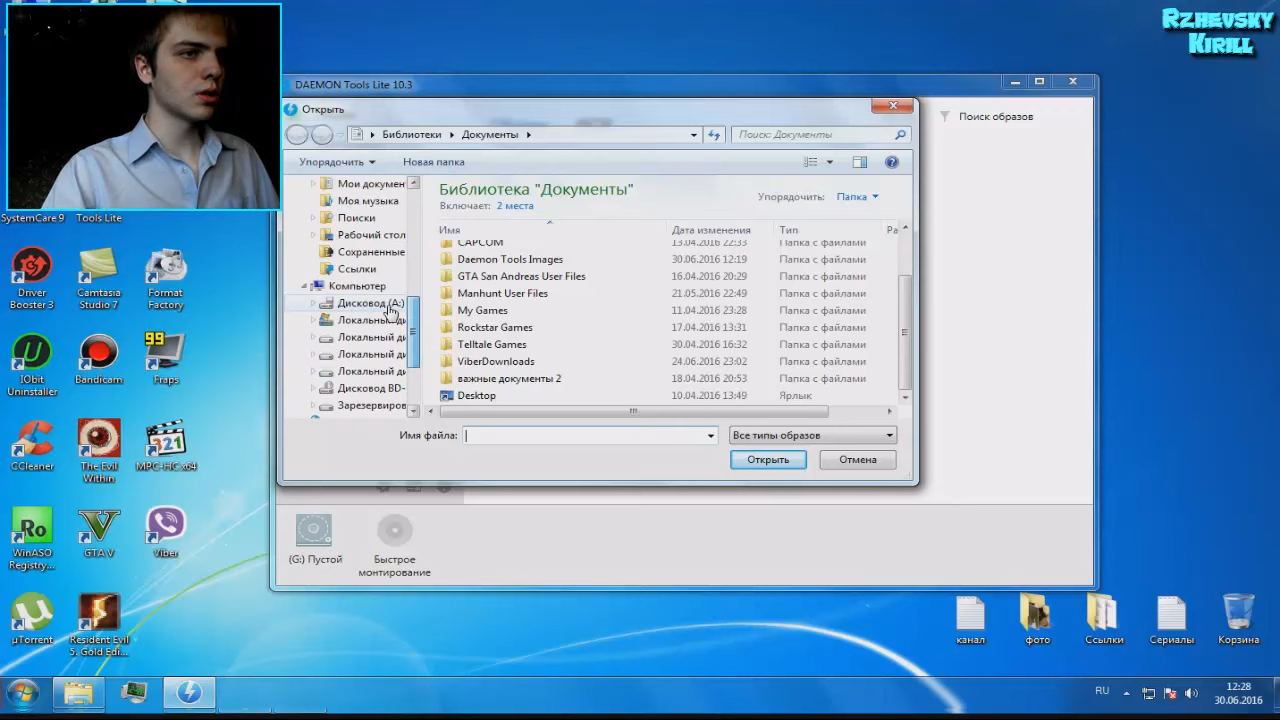 Rzhevsky
Kirill
DAEMON Tools Lite 10.3
Открыть
Поиск образов
Библиотеки
Документы
Поиск: Документы
Упорядочить
Новая папка
Мои докумен
Моя музыка
Поиски
Рабочий стол
Сохраненные
Ссылки
Компьютер
Дисковод (A:)
Локальный ди
Локальный ди
Локальный ди
Локальный ди
Дисковод BD-
Зарезервиров
Библиотека "Документы"
Включает: 2 места
Упорядочить: Папка
Имя Дата изменения Тип Ра
CAPCOM 13.04.2016 22:33 Папка с файлами
Daemon Tools Images 30.06.2016 12:19 Папка с файлами
GTA San Andreas User Files 16.04.2016 20:29 Папка с файлами
Manhunt User Files 21.05.2016 22:49 Папка с файлами
My Games 11.04.2016 23:28 Папка с файлами
Rockstar Games 17.04.2016 13:31 Папка с файлами
Telltale Games 30.04.2016 16:32 Папка с файлами
ViberDownloads 24.06.2016 23:02 Папка с файлами
важные документы 2 18.04.2016 20:53 Папка с файлами
Desktop 10.04.2016 13:49 Ярлык
Имя файла:
Все типы образов
Открыть
Отмена
(G:) Пустой
Быстрое
монтирование
SystemCare 9
Tools Lite
Driver
Booster 3
Camtasia
Studio 7
Format
Factory
IObit
Uninstaller
Bandicam
99
Fraps
CCleaner
The Evil
Within
321
MPC-HC x64
Ro
WinASO
Registry...
GTA V
Viber
µTorrent
Resident Evil
5. Gold Edi...
канал
фото
Ссылки
Сериалы
Корзина
RU
12:28
30.06.2016